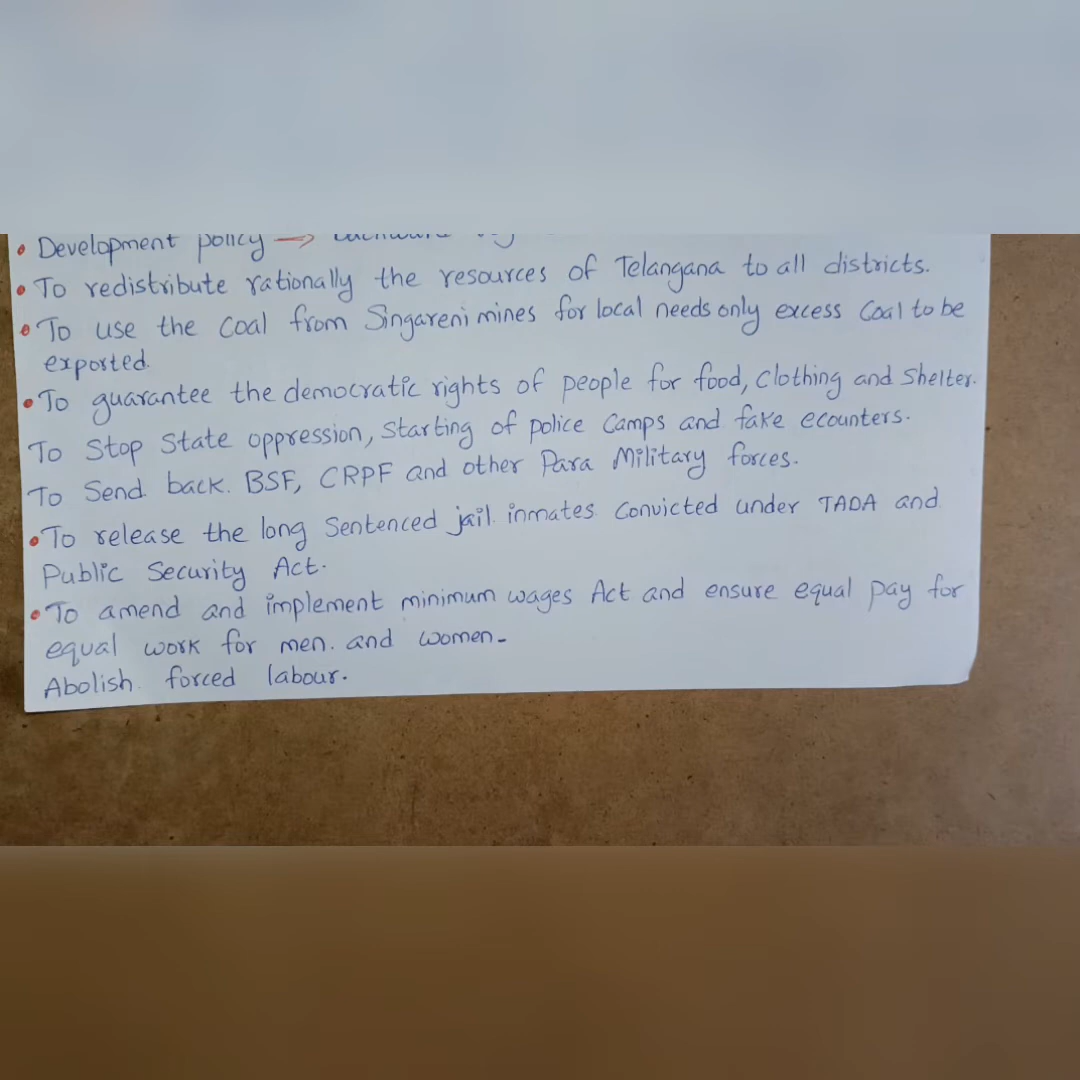 • Development policy →
• To redistribute rationally the resources of Telangana to all districts.
• To use the coal from Singareni mines for local needs only excess coal to be
exported.
• To guarantee the democratic rights of people for food, clothing and shelter.
To Stop State oppression, Starting of police Camps and fake ecounters.
To Send back. BSF, CRPF and other Para Military forces.
• To release the long Sentenced jail inmates convicted under TADA and
Public Security Act.
• To amend and implement minimum wages Act and ensure equal pay for
equal work for men. and women-
Abolish forced labour.